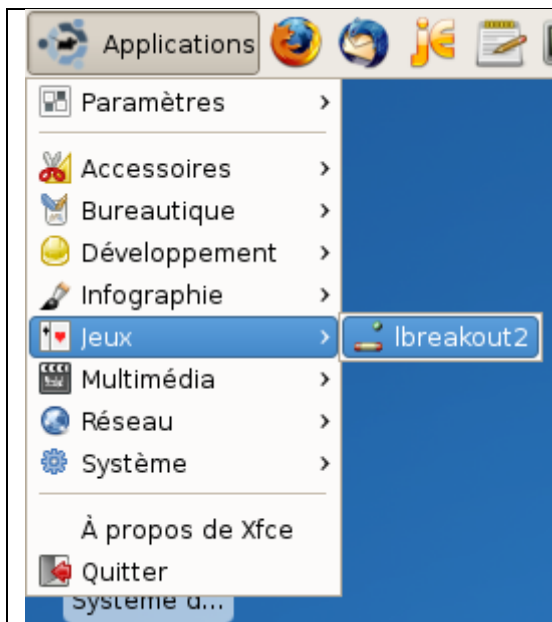 Applications
Paramètres
Accessoires
Bureautique
Développement
Infographie
Jeux
lbreakout2
Multimédia
Réseau
Système
À propos de Xfce
Quitter
Système d...